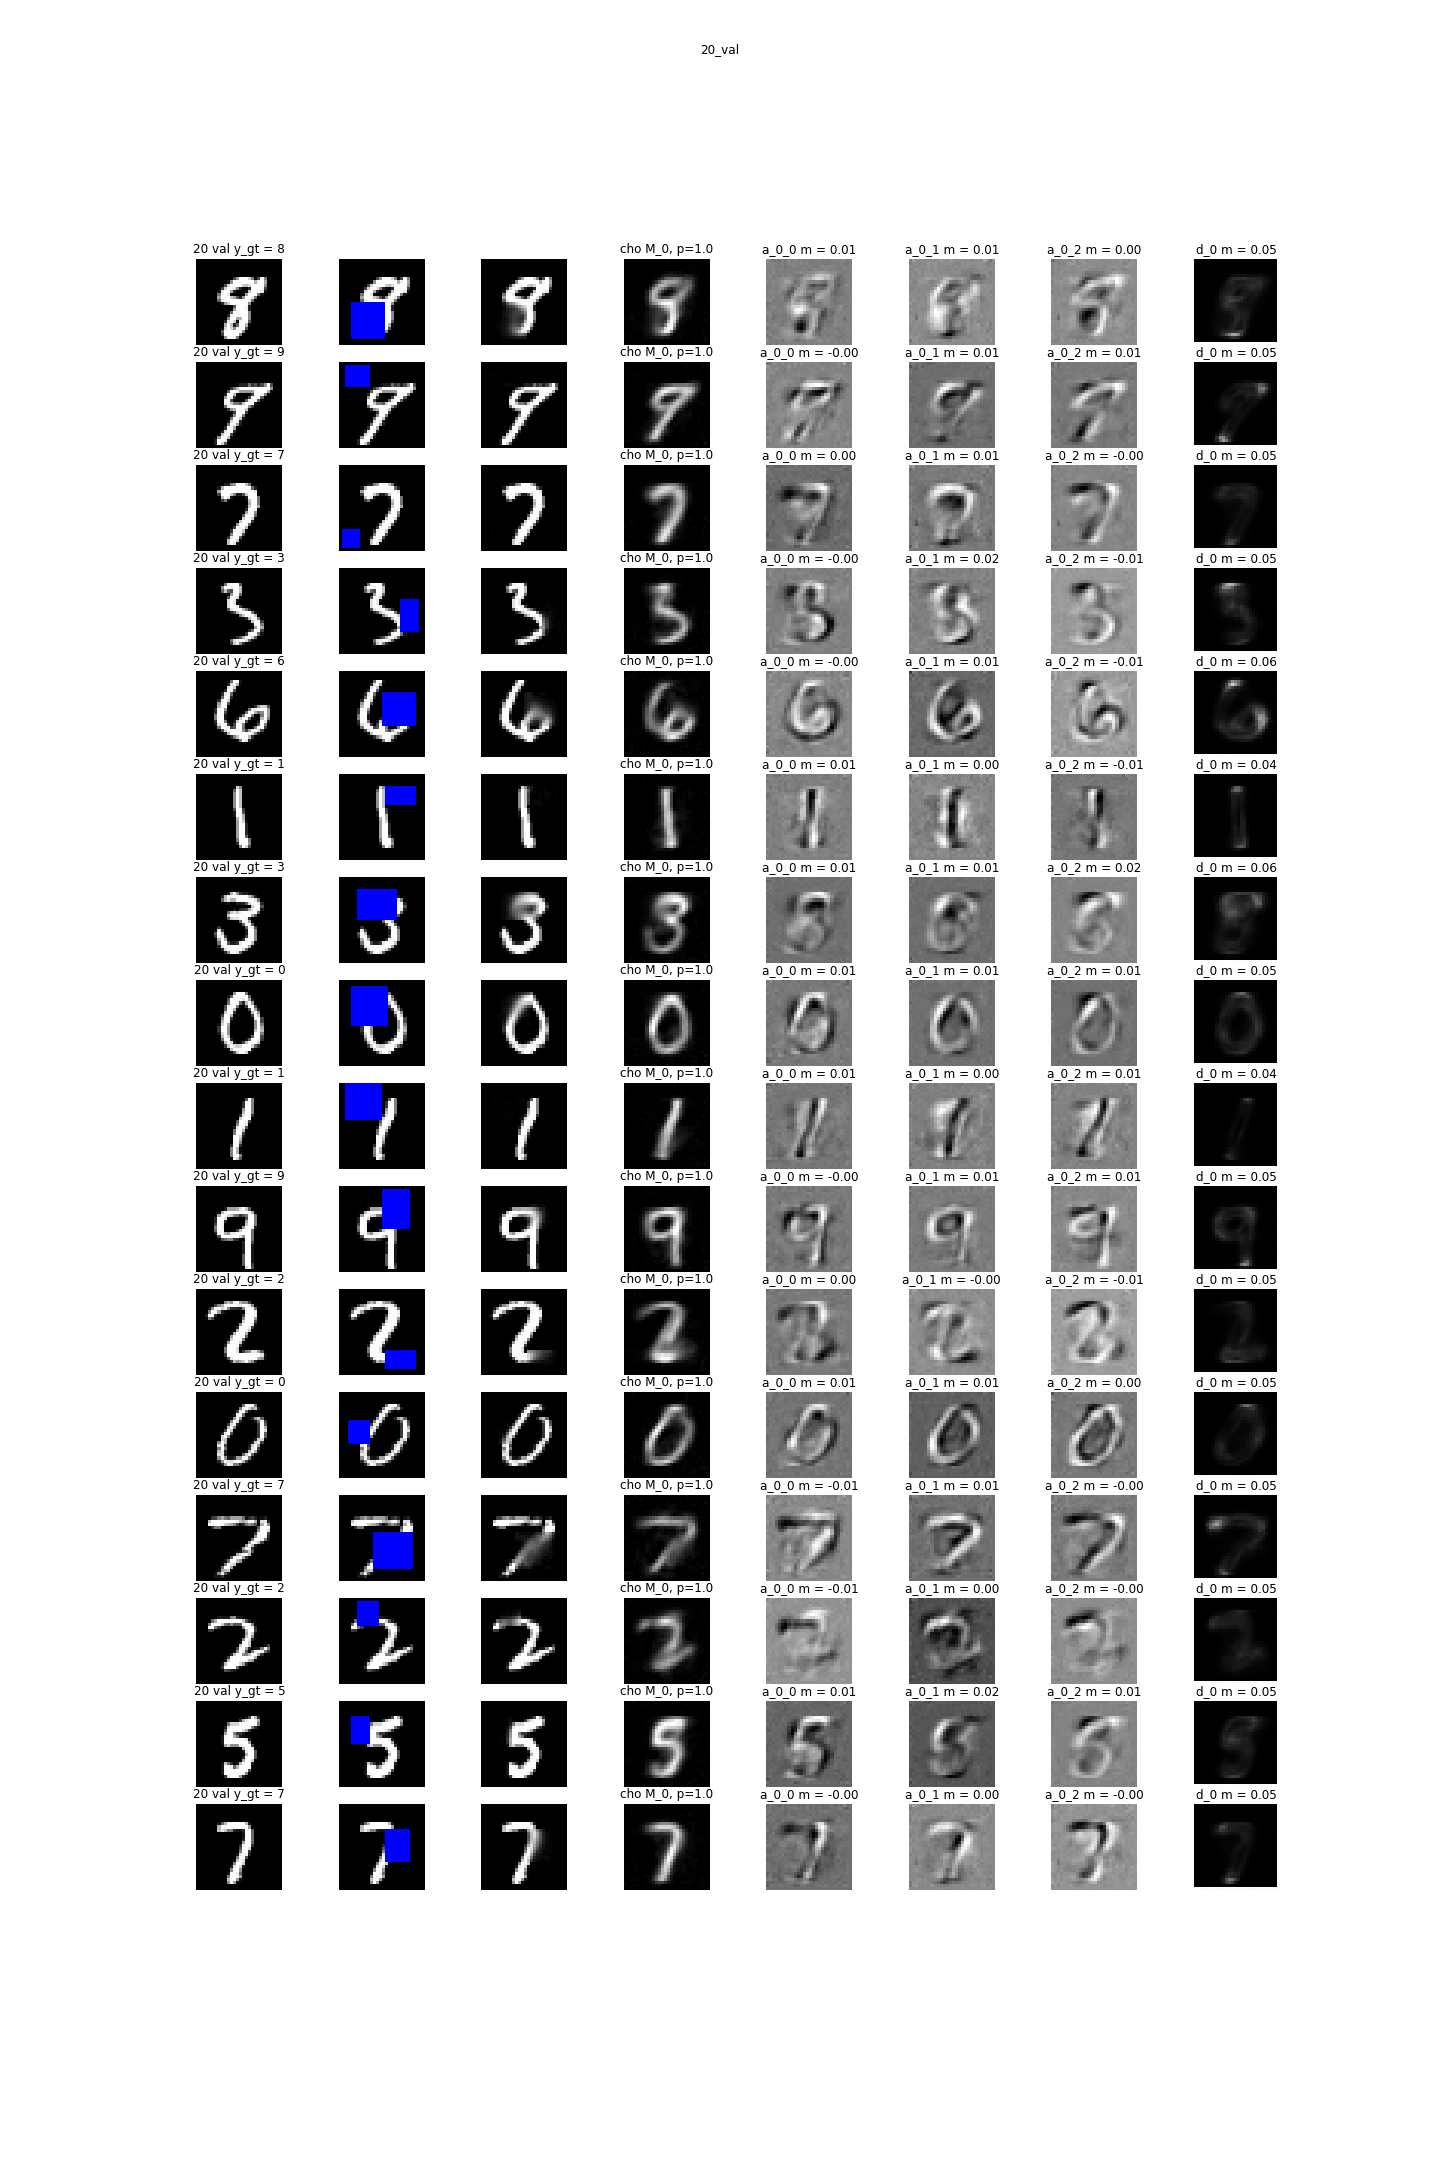 20_val
20 val y_gt = 8 cho M_0, p=1.0 a_0_0 m = 0.01 a_0_1 m = 0.01 a_0_2 m = 0.00 d_0 m = 0.05
20 val y_gt = 9 cho M_0, p=1.0 a_0_0 m = -0.00 a_0_1 m = 0.01 a_0_2 m = 0.01 d_0 m = 0.05
20 val y_gt = 7 cho M_0, p=1.0 a_0_0 m = 0.00 a_0_1 m = 0.01 a_0_2 m = -0.00 d_0 m = 0.05
20 val y_gt = 3 cho M_0, p=1.0 a_0_0 m = -0.00 a_0_1 m = 0.02 a_0_2 m = -0.01 d_0 m = 0.05
20 val y_gt = 6 cho M_0, p=1.0 a_0_0 m = -0.00 a_0_1 m = 0.01 a_0_2 m = -0.01 d_0 m = 0.06
20 val y_gt = 1 cho M_0, p=1.0 a_0_0 m = 0.01 a_0_1 m = 0.00 a_0_2 m = -0.01 d_0 m = 0.04
20 val y_gt = 3 cho M_0, p=1.0 a_0_0 m = 0.01 a_0_1 m = 0.01 a_0_2 m = 0.02 d_0 m = 0.06
20 val y_gt = 0 cho M_0, p=1.0 a_0_0 m = 0.01 a_0_1 m = 0.01 a_0_2 m = 0.01 d_0 m = 0.05
20 val y_gt = 1 cho M_0, p=1.0 a_0_0 m = 0.01 a_0_1 m = 0.00 a_0_2 m = 0.01 d_0 m = 0.04
20 val y_gt = 9 cho M_0, p=1.0 a_0_0 m = -0.00 a_0_1 m = 0.01 a_0_2 m = 0.01 d_0 m = 0.05
20 val y_gt = 2 cho M_0, p=1.0 a_0_0 m = 0.00 a_0_1 m = -0.00 a_0_2 m = -0.01 d_0 m = 0.05
20 val y_gt = 0 cho M_0, p=1.0 a_0_0 m = 0.01 a_0_1 m = 0.01 a_0_2 m = 0.00 d_0 m = 0.05
20 val y_gt = 7 cho M_0, p=1.0 a_0_0 m = -0.01 a_0_1 m = 0.01 a_0_2 m = -0.00 d_0 m = 0.05
20 val y_gt = 2 cho M_0, p=1.0 a_0_0 m = -0.01 a_0_1 m = 0.00 a_0_2 m = -0.00 d_0 m = 0.05
20 val y_gt = 5 cho M_0, p=1.0 a_0_0 m = 0.01 a_0_1 m = 0.02 a_0_2 m = 0.01 d_0 m = 0.05
20 val y_gt = 7 cho M_0, p=1.0 a_0_0 m = -0.00 a_0_1 m = 0.00 a_0_2 m = -0.00 d_0 m = 0.05